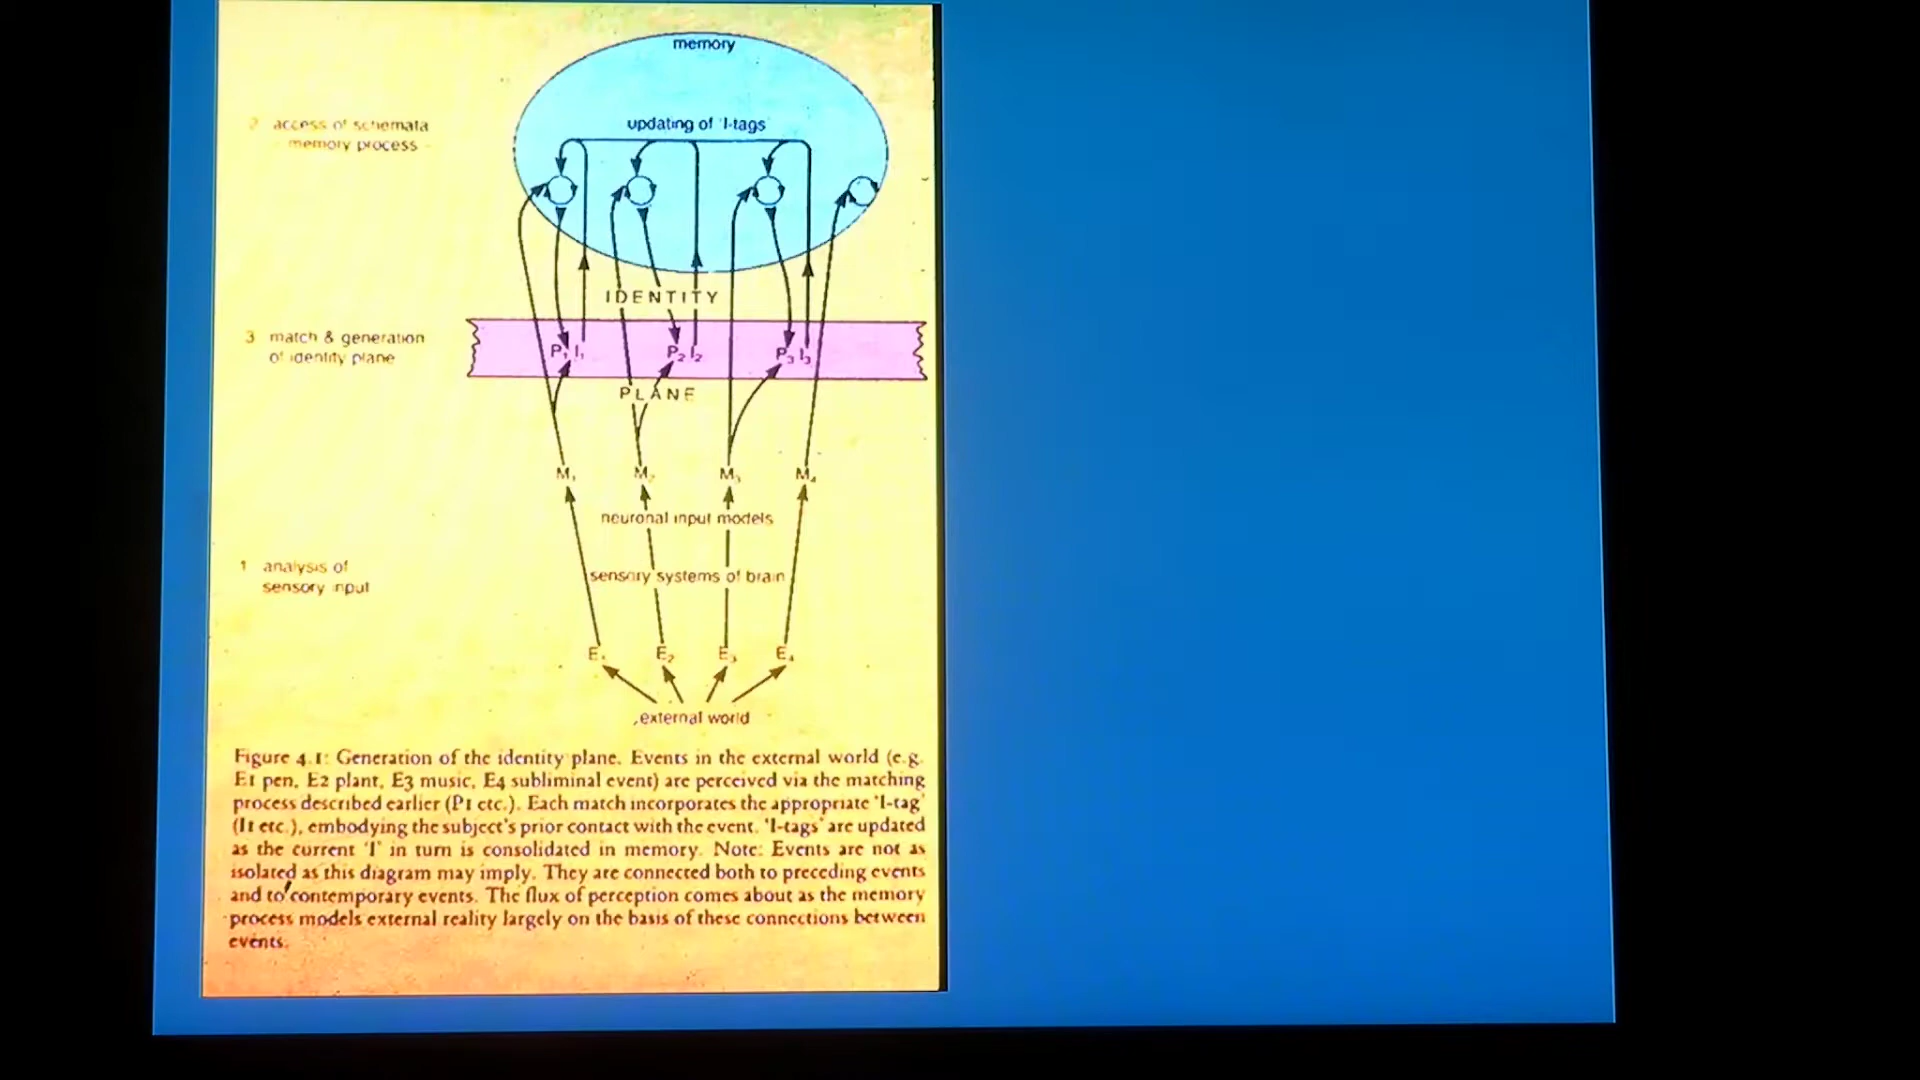 memory
2 access of schemata
memory process
updating of 'I-tags
IDENTITY
3 match & generation
of identity plane
P₁ I₁
P₂ I₂
P₃ I₃
PLANE
M₁
M₂
M₃
M₄
neuronal input models
1 analysis of
sensory input
sensory systems of brain
E₁
E₂
E₃
E₄
external world
Figure 4.1: Generation of the identity plane. Events in the external world (e.g.
E1 pen, E2 plant, E3 music, E4 subliminal event) are perceived via the matching
process described earlier (P1 etc.). Each match incorporates the appropriate 'I-tag'
(I1 etc.), embodying the subject's prior contact with the event. 'I-tags' are updated
as the current 'I' in turn is consolidated in memory. Note: Events are not as
isolated as this diagram may imply. They are connected both to preceding events
and to contemporary events. The flux of perception comes about as the memory
process models external reality largely on the basis of these connections between
events.